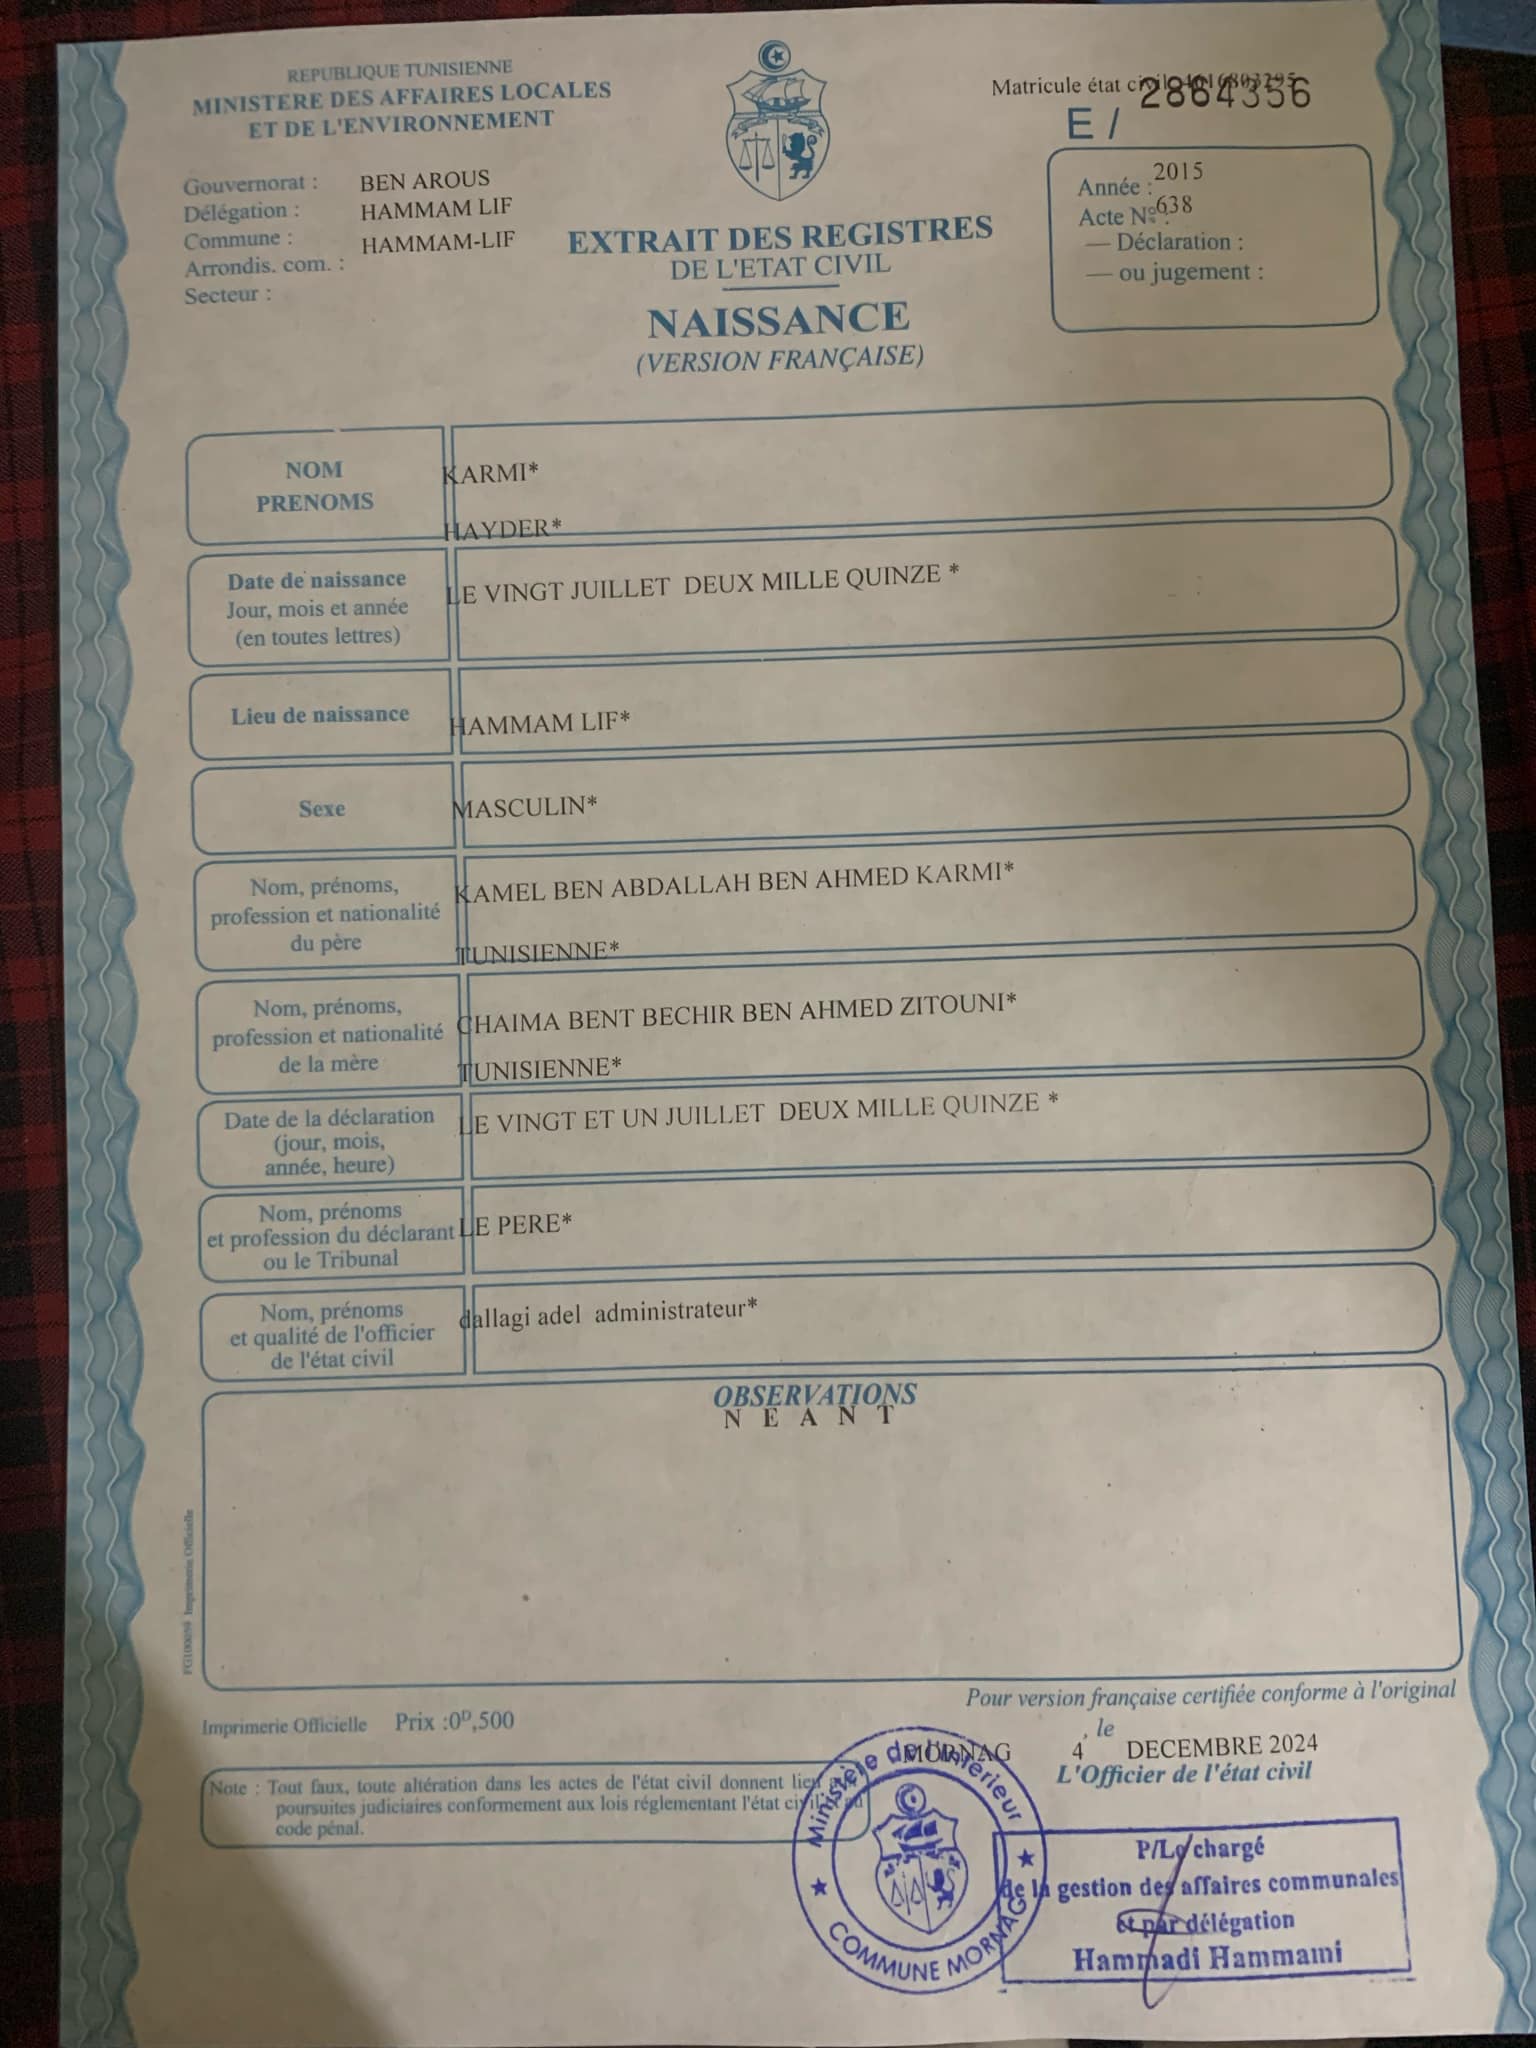 REPUBLIQUE TUNISIENNE
MINISTERE DES AFFAIRES LOCALES
ET DE L'ENVIRONNEMENT
Gouvernorat : BEN AROUS
Délégation : HAMMAM LIF
Commune : HAMMAM-LIF
Arrondis. com. :
Secteur :
EXTRAIT DES REGISTRES
DE L'ETAT CIVIL
NAISSANCE
(VERSION FRANÇAISE)
Matricule état civil
E / 2864336
Année : 2015
Acte N° : 638
— Déclaration :
— ou jugement :
NOM
PRENOMS
KARMI*
HAYDER*
Date de naissance
Jour, mois et année
(en toutes lettres)
LE VINGT JUILLET DEUX MILLE QUINZE *
Lieu de naissance
HAMMAM LIF*
Sexe
MASCULIN*
Nom, prénoms,
profession et nationalité
du père
KAMEL BEN ABDALLAH BEN AHMED KARMI*
TUNISIENNE*
Nom, prénoms,
profession et nationalité
de la mère
CHAIMA BENT BECHIR BEN AHMED ZITOUNI*
TUNISIENNE*
Date de la déclaration
(jour, mois,
année, heure)
LE VINGT ET UN JUILLET DEUX MILLE QUINZE *
Nom, prénoms
et profession du déclarant
ou le Tribunal
LE PERE*
Nom, prénoms
et qualité de l'officier
de l'état civil
dallagi adel administrateur*
OBSERVATIONS
N E A N T
FG100059 Imprimerie Officielle
Imprimerie Officielle Prix :0ᴰ,500
Pour version française certifiée conforme à l'original
, le
MORNAG 4 DECEMBRE 2024
L'Officier de l'état civil
Note : Tout faux, toute altération dans les actes de l'état civil donnent lieu
poursuites judiciaires conformement aux lois réglementant l'état civil
code pénal.
Ministère de l'Intérieur
COMMUNE MORNAG
P/Le chargé
de la gestion des affaires communales
et par délégation
Hammadi Hammami